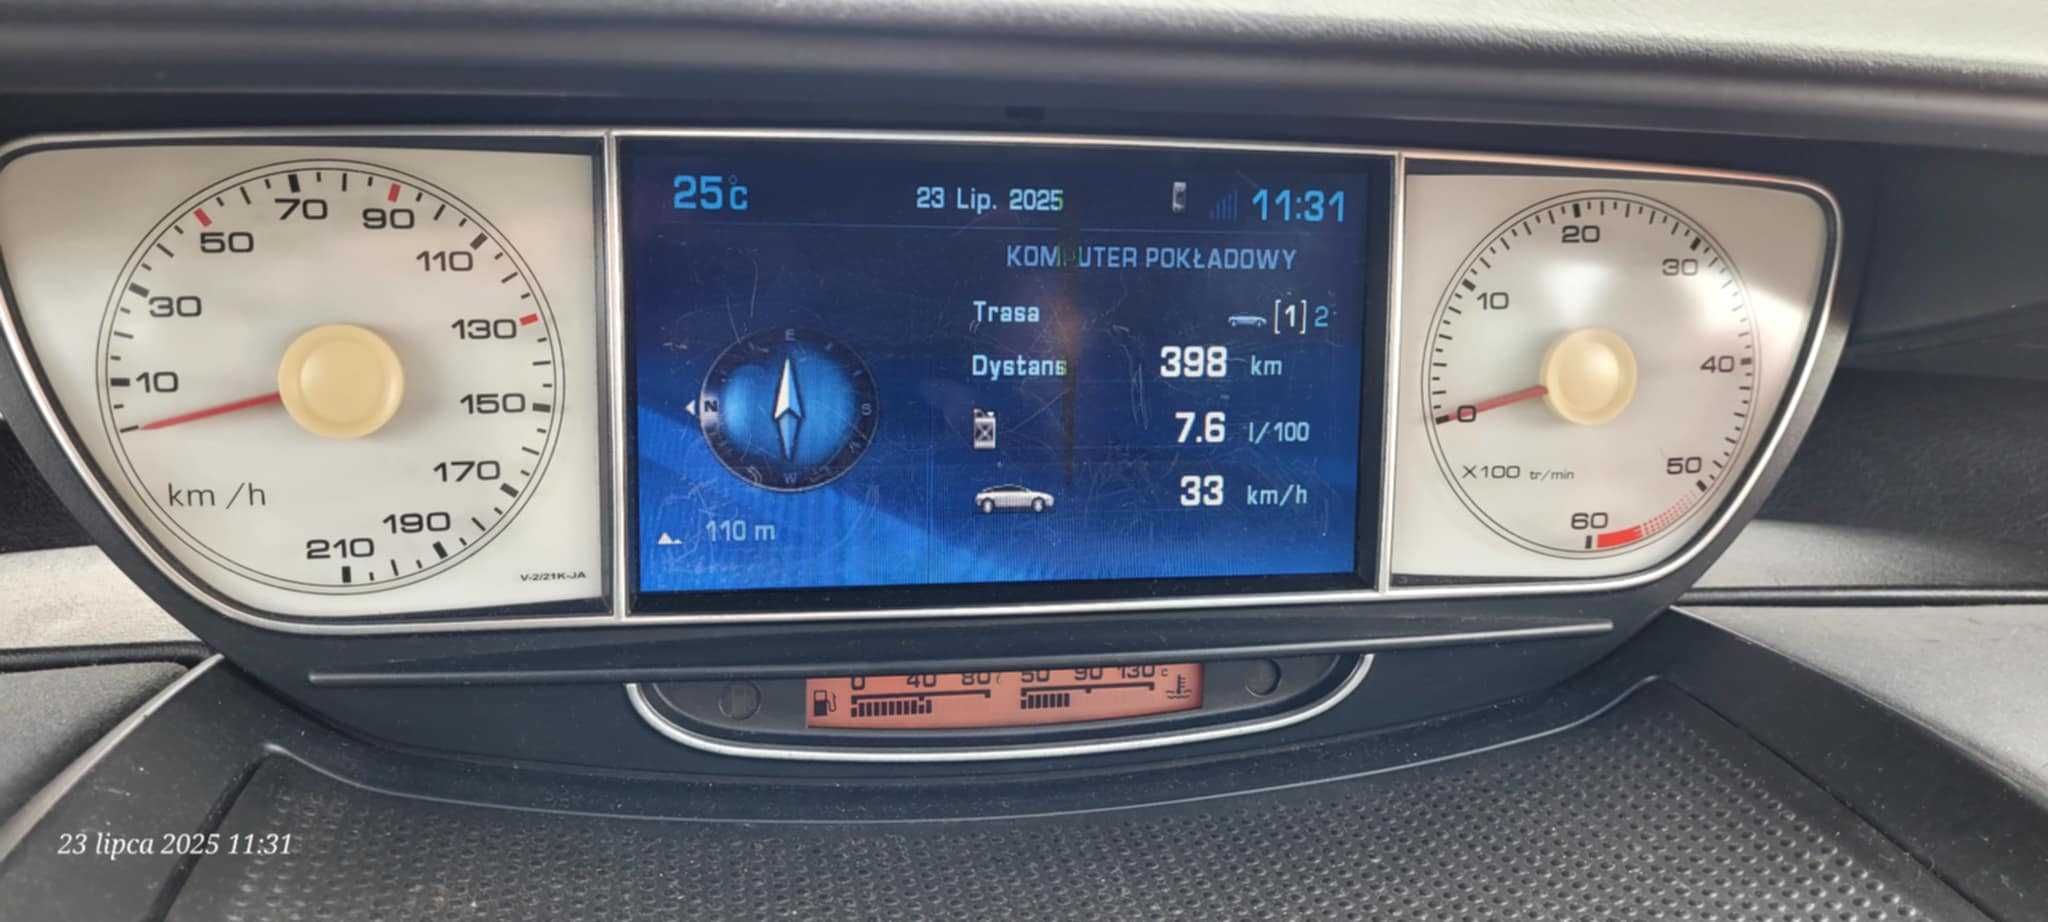 10 30 50 70 90 110 130 150 170 190 210
km /h
V-2/21K-JA
25°C
23 Lip. 2025
11:31
KOMPUTER POKŁADOWY
Trasa [1] 2
Dystans 398 km
7.6 l/100
33 km/h
N E S W
110 m
0 10 20 30 40 50 60
X100 tr/min
0 40 80
50 90 130 °c
23 lipca 2025 11:31